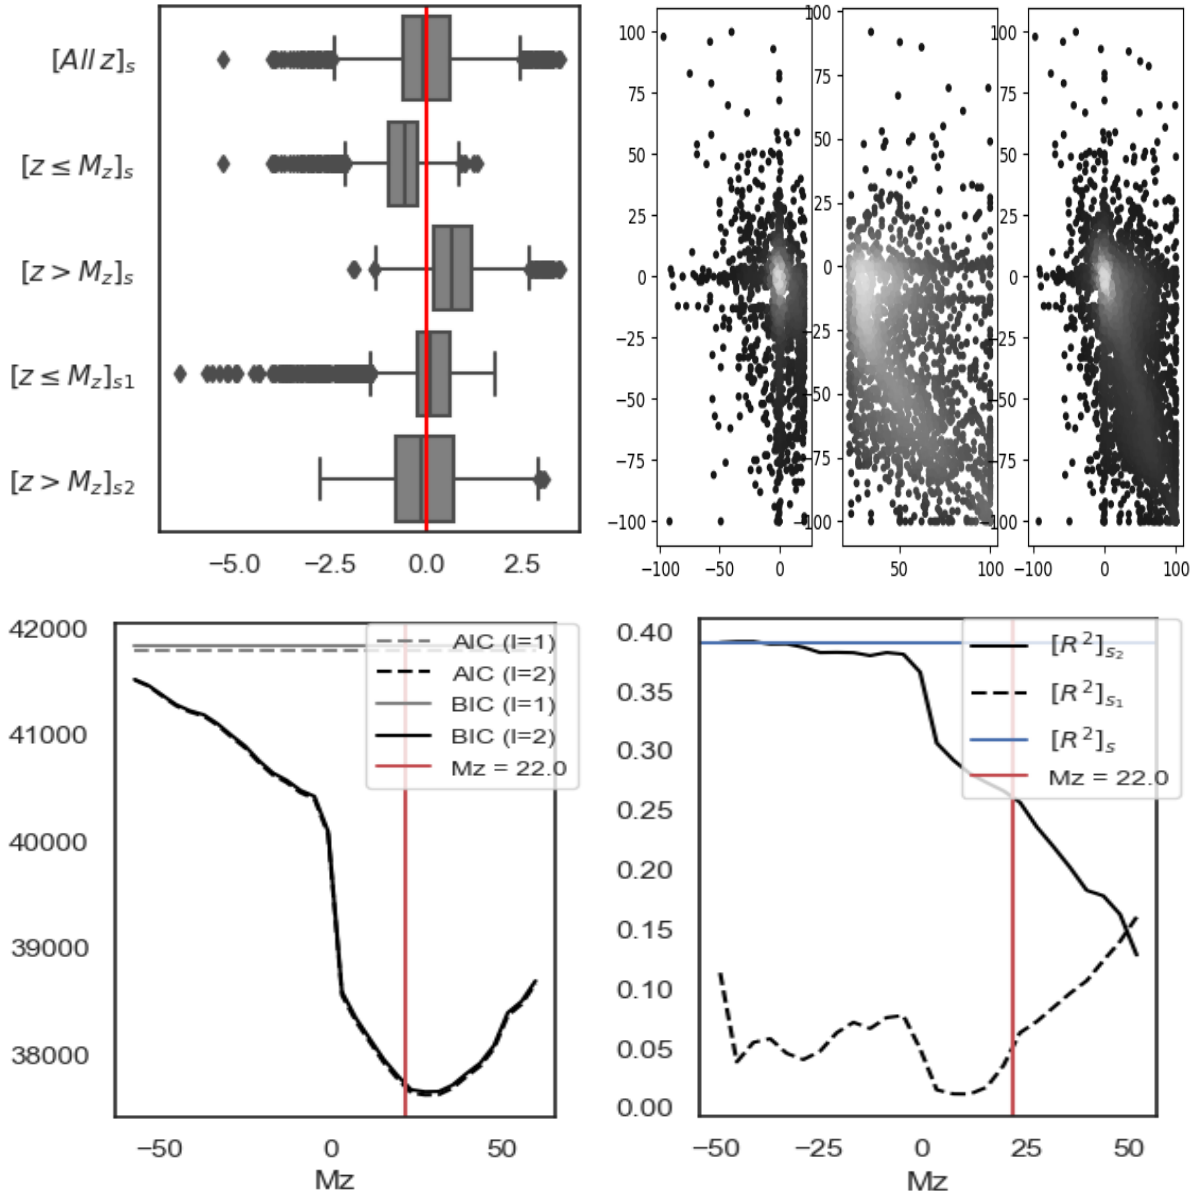 [All z]s
[z ≤ Mz]s
[z > Mz]s
[z ≤ Mz]s1
[z > Mz]s2
−5.0 −2.5 0.0 2.5
100
75
50
25
0
−25
−50
−75
−100
−100 −50 0
100
75
50
25
0
−25
−50
−75
−100
50 100
100
75
50
25
0
−25
−50
−75
−100
−100 0 100
42000
41000
40000
39000
38000
−50 0 50
Mz
AIC (I=1)
AIC (I=2)
BIC (I=1)
BIC (I=2)
Mz = 22.0
0.40
0.35
0.30
0.25
0.20
0.15
0.10
0.05
0.00
−50 −25 0 25 50
Mz
[R²]s₂
[R²]s₁
[R²]s
Mz = 22.0